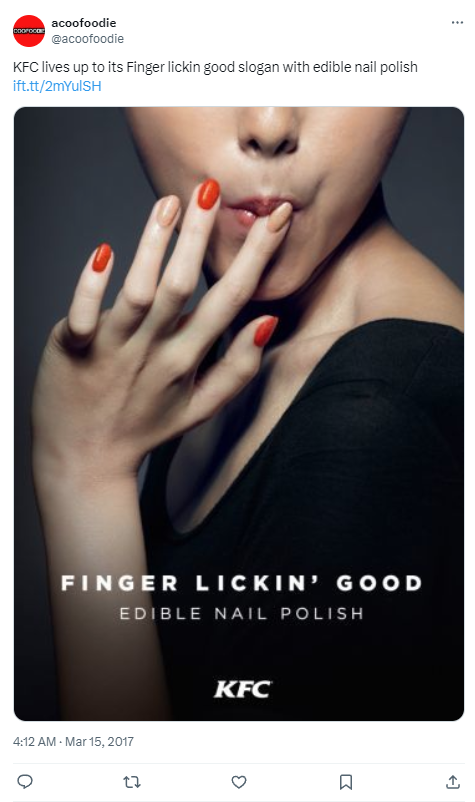 COOFOODIE
acoofoodie
@acoofoodie
KFC lives up to its Finger lickin good slogan with edible nail polish
ift.tt/2mYulSH
FINGER LICKIN' GOOD
EDIBLE NAIL POLISH
KFC
4:12 AM · Mar 15, 2017